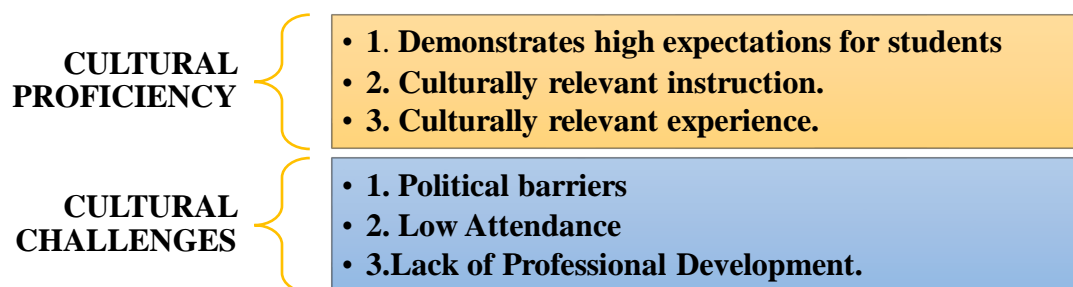 CULTURAL
PROFICIENCY
• 1. Demonstrates high expectations for students
• 2. Culturally relevant instruction.
• 3. Culturally relevant experience.
CULTURAL
CHALLENGES
• 1. Political barriers
• 2. Low Attendance
• 3.Lack of Professional Development.